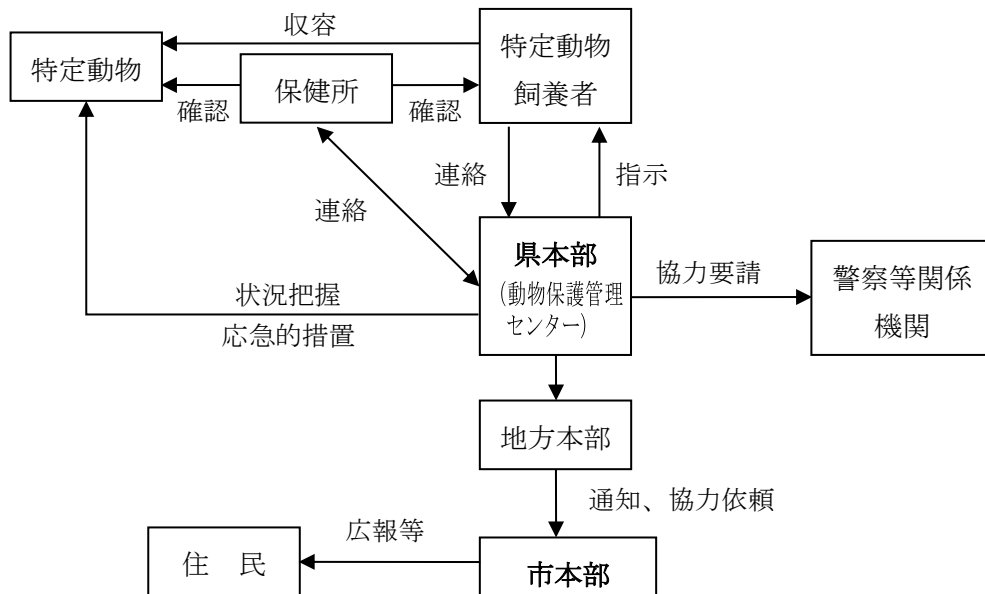 収容
特定動物
保健所
特定動物
飼養者
確認
確認
連絡
指示
連絡
県本部
(動物保護管理
センター)
協力要請
警察等関係
機関
状況把握
応急的措置
地方本部
通知、協力依頼
広報等
住　民
市本部